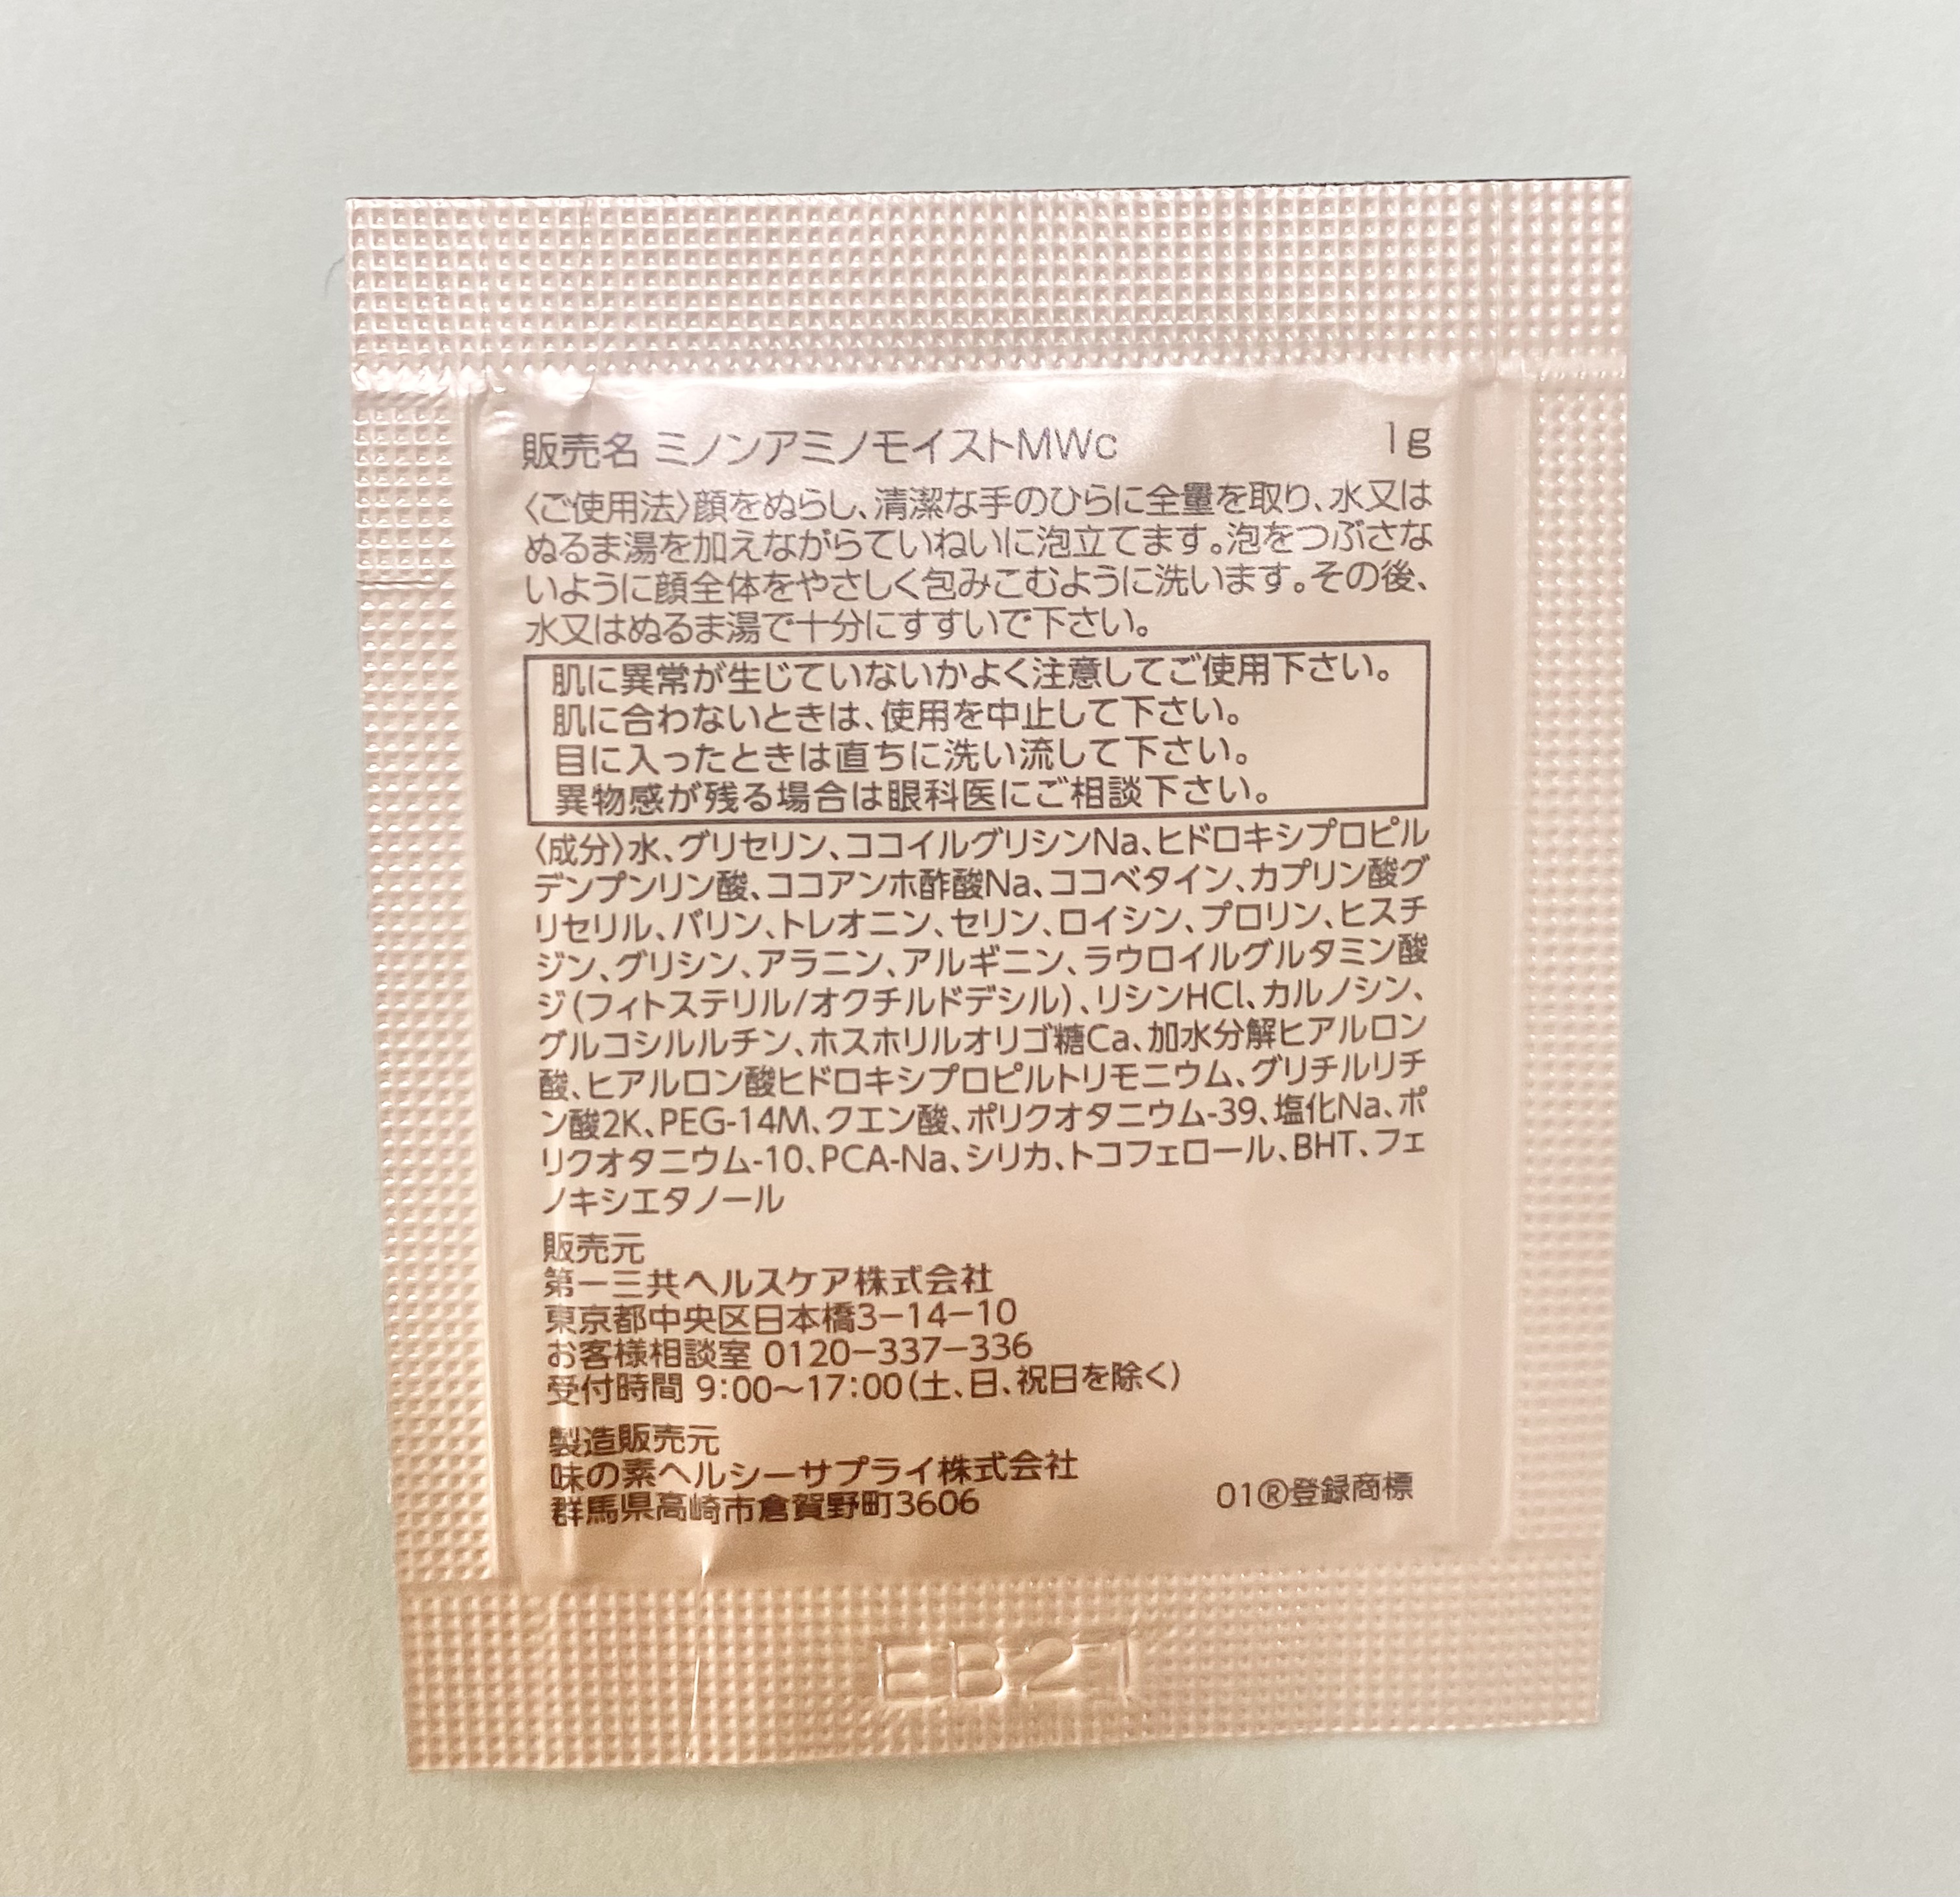 販売名 ミノンアミノモイストMWc 1g
〈ご使用法〉顔をぬらし、清潔な手のひらに全量を取り、水又は
ぬるま湯を加えながらていねいに泡立てます。泡をつぶさな
いように顔全体をやさしく包みこむように洗います。その後、
水又はぬるま湯で十分にすすいで下さい。
肌に異常が生じていないかよく注意してご使用下さい。
肌に合わないときは、使用を中止して下さい。
目に入ったときは直ちに洗い流して下さい。
異物感が残る場合は眼科医にご相談下さい。
〈成分〉水、グリセリン、ココイルグリシンNa、ヒドロキシプロピル
デンプンリン酸、ココアンホ酢酸Na、ココベタイン、カプリン酸グ
リセリル、バリン、トレオニン、セリン、ロイシン、プロリン、ヒスチ
ジン、グリシン、アラニン、アルギニン、ラウロイルグルタミン酸
ジ(フィトステリル/オクチルドデシル)、リシンHCl、カルノシン、
グルコシルルチン、ホスホリルオリゴ糖Ca、加水分解ヒアルロン
酸、ヒアルロン酸ヒドロキシプロピルトリモニウム、グリチルリチ
ン酸2K、PEG-14M、クエン酸、ポリクオタニウム-39、塩化Na、ポ
リクオタニウム-10、PCA-Na、シリカ、トコフェロール、BHT、フェ
ノキシエタノール
販売元
第一三共ヘルスケア株式会社
東京都中央区日本橋3-14-10
お客様相談室 0120-337-336
受付時間 9:00〜17:00(土、日、祝日を除く)
製造販売元
味の素ヘルシーサプライ株式会社
群馬県高崎市倉賀野町3606 01®登録商標
EB21